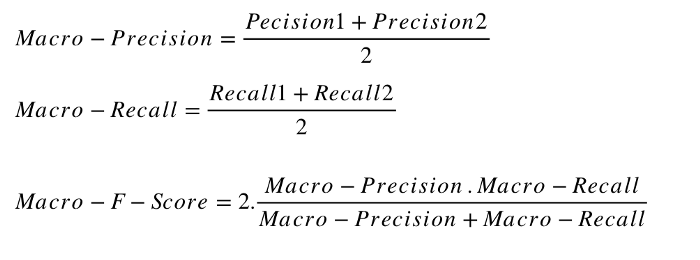 Macro − Precision = \frac{Pecision1 + Precision2}{2}
Macro − Recall = \frac{Recall1 + Recall2}{2}
Macro − F − Score = 2.\frac{Macro − Precision . Macro − Recall}{Macro − Precision + Macro − Recall}